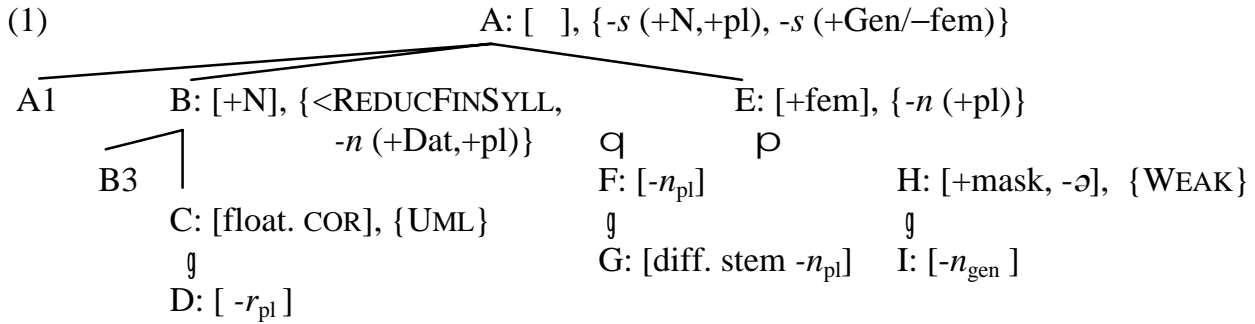 (1) A: [ ], {-s (+N,+pl), -s (+Gen/–fem)}
A1 B: [+N], {<REDUCFINSYLL, E: [+fem], {-n (+pl)}
-n (+Dat,+pl)} q p
B3 F: [-npl] H: [+mask, -ə], {WEAK}
C: [float. COR], {UML} g g
g G: [diff. stem -npl] I: [-ngen ]
D: [ -rpl ]